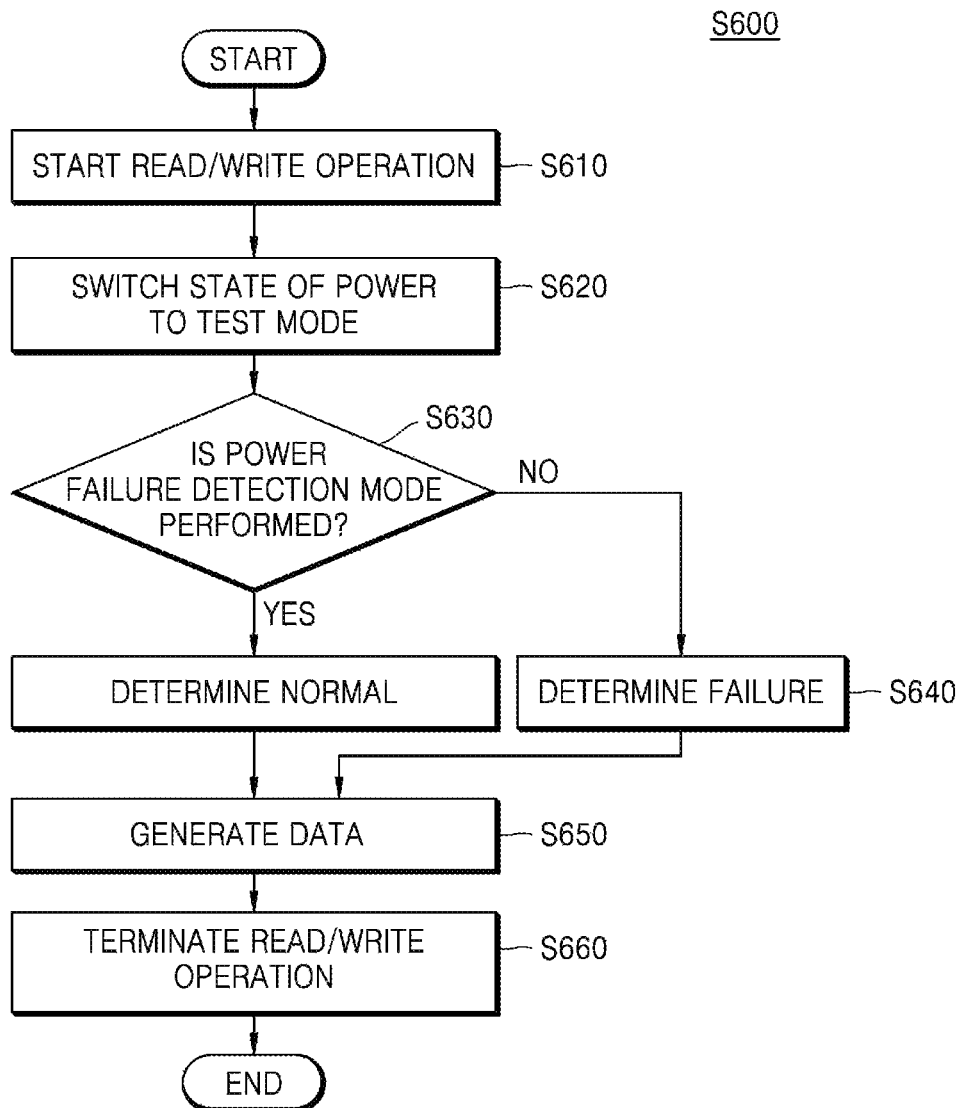 S600
START
START READ/WRITE OPERATION
S610
SWITCH STATE OF POWER
TO TEST MODE
S620
S630
IS POWER
FAILURE DETECTION MODE
PERFORMED?
NO
YES
DETERMINE NORMAL
DETERMINE FAILURE
S640
GENERATE DATA
S650
TERMINATE READ/WRITE
OPERATION
S660
END